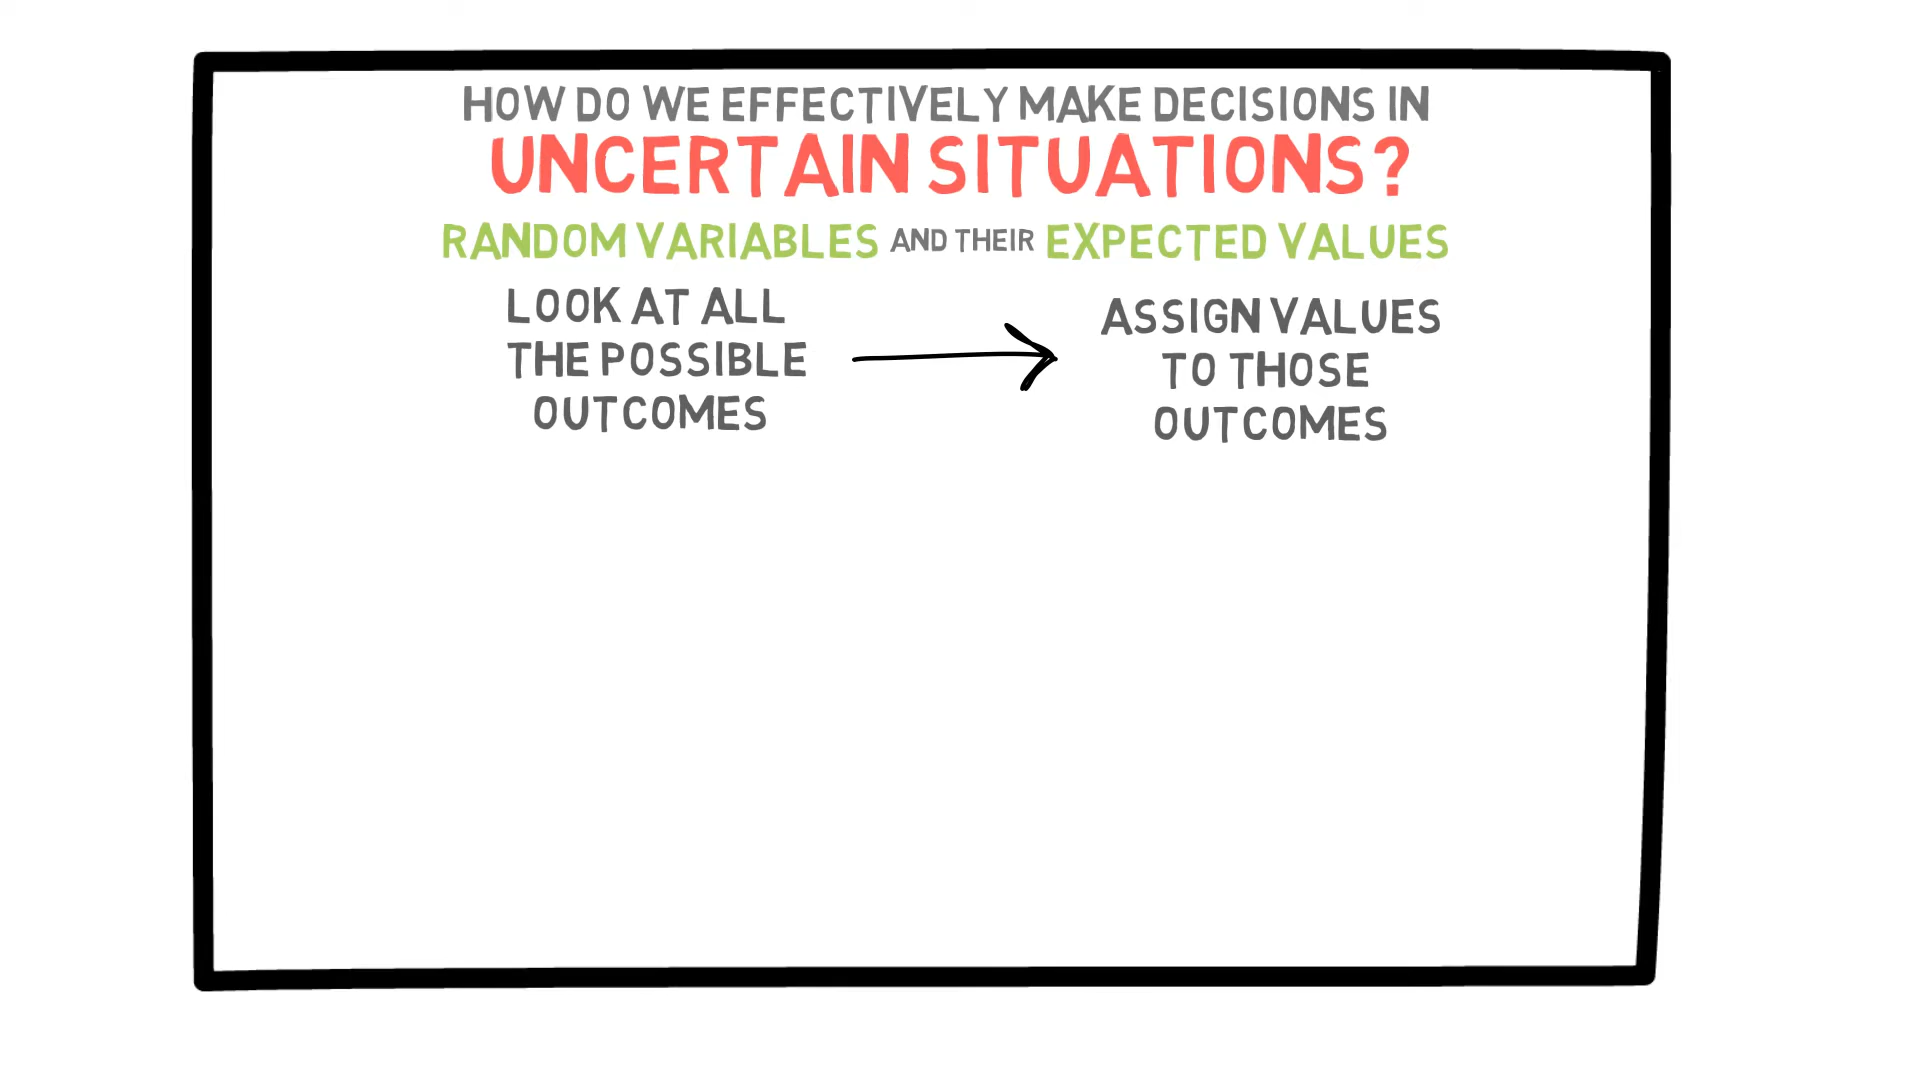 HOW DO WE EFFECTIVELY MAKE DECISIONS IN
UNCERTAIN SITUATIONS?
RANDOM VARIABLES AND THEIR EXPECTED VALUES
LOOK AT ALL
THE POSSIBLE
OUTCOMES
ASSIGN VALUES
TO THOSE
OUTCOMES